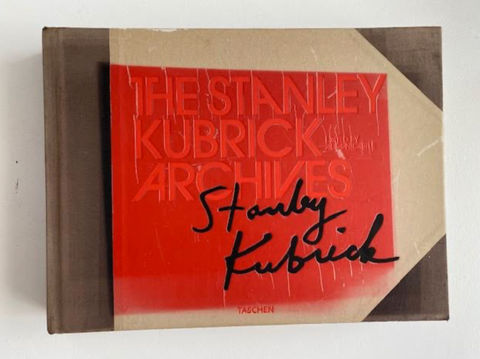 THE STANLEY
KUBRICK
ARCHIVES
Stanley
Kubrick
TASCHEN